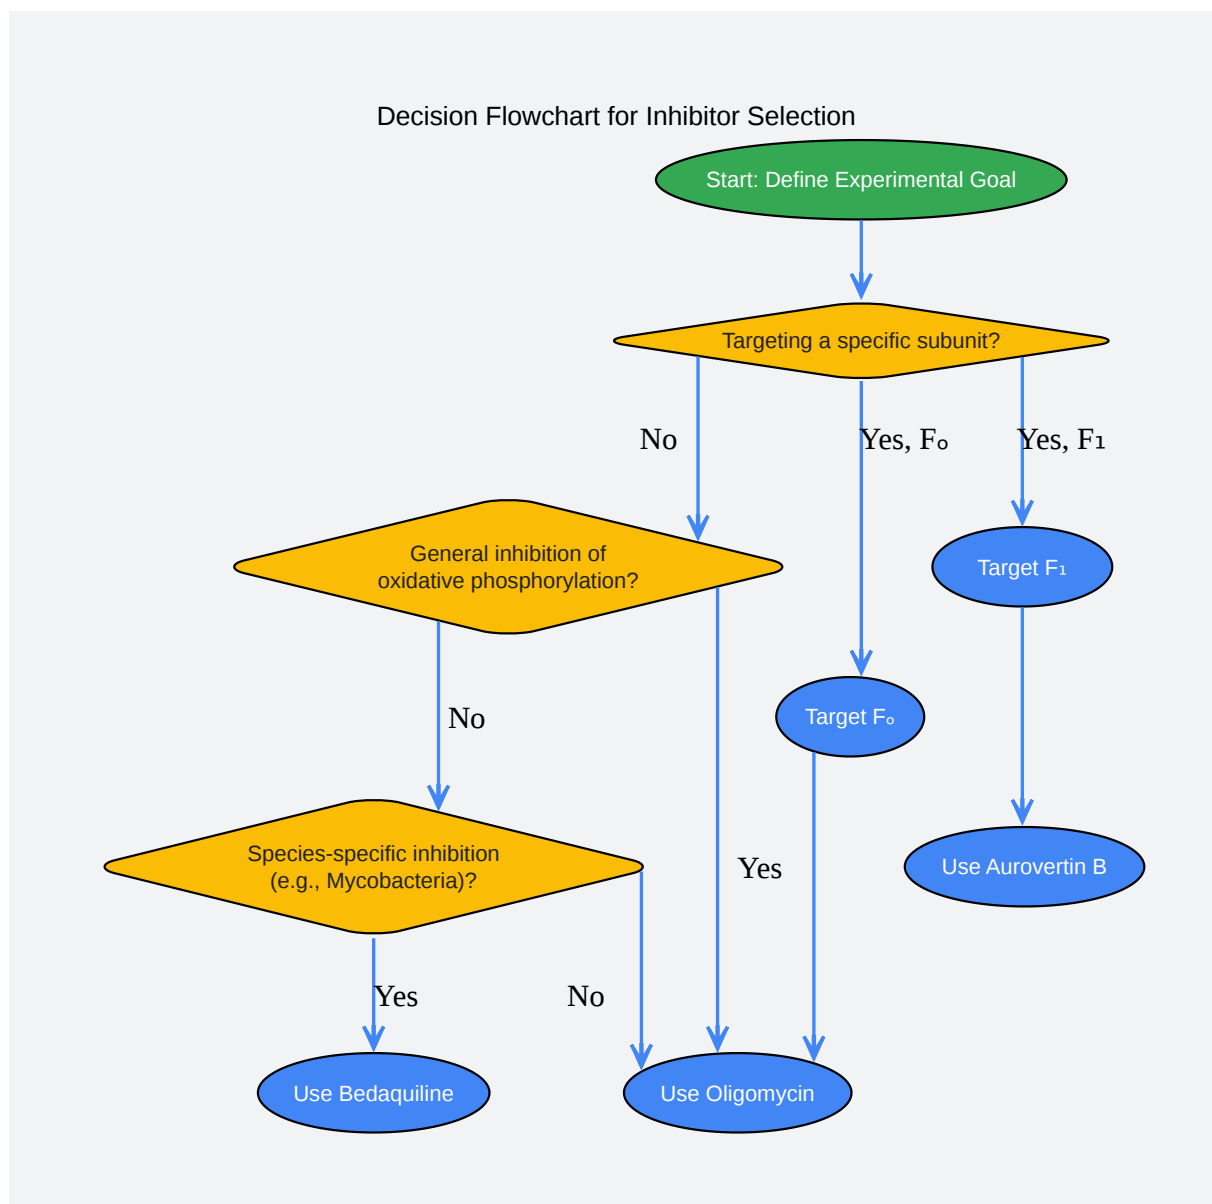 Decision Flowchart for Inhibitor Selection
Start: Define Experimental Goal
Targeting a specific subunit?
No
Yes, Fₒ
Yes, F₁
General inhibition of
oxidative phosphorylation?
Target F₁
No
Target Fₒ
Species-specific inhibition
(e.g., Mycobacteria)?
Yes
Use Aurovertin B
Yes
No
Use Bedaquiline
Use Oligomycin